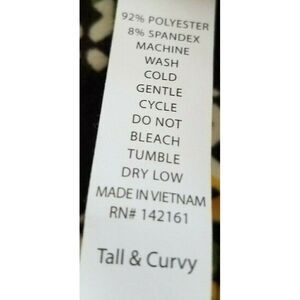 92% POLYESTER
8% SPANDEX
MACHINE
WASH
COLD
GENTLE
CYCLE
DO NOT
BLEACH
TUMBLE
DRY LOW
MADE IN VIETNAM
RN# 142161
Tall & Curvy